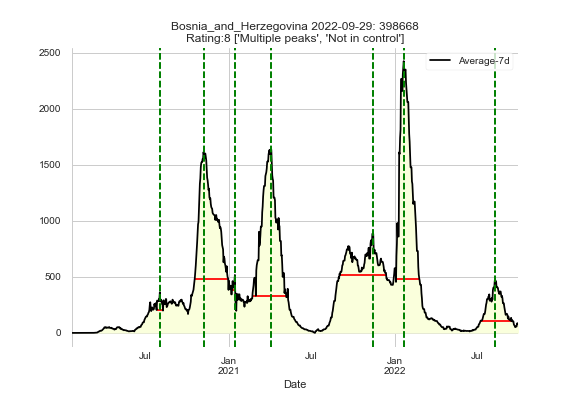 Bosnia_and_Herzegovina 2022-09-29: 398668
Rating:8 ['Multiple peaks', 'Not in control']
Average-7d
2500
2000
1500
1000
500
0
Jul
Jan
2021
Jul
Jan
2022
Jul
Date